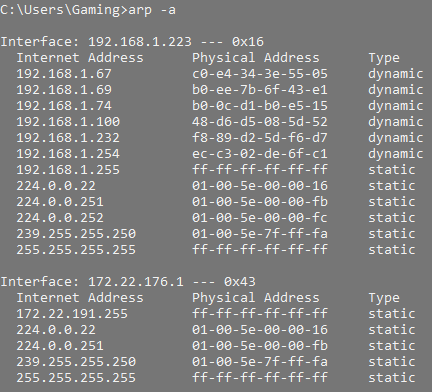 C:\Users\Gaming>arp -a
Interface: 192.168.1.223 --- 0x16
Internet Address Physical Address Type
192.168.1.67 c0-e4-34-3e-55-05 dynamic
192.168.1.69 b0-ee-7b-6f-43-e1 dynamic
192.168.1.74 b0-0c-d1-b0-e5-15 dynamic
192.168.1.100 48-d6-d5-08-5d-52 dynamic
192.168.1.232 f8-89-d2-5d-f6-d7 dynamic
192.168.1.254 ec-c3-02-de-6f-c1 dynamic
192.168.1.255 ff-ff-ff-ff-ff-ff static
224.0.0.22 01-00-5e-00-00-16 static
224.0.0.251 01-00-5e-00-00-fb static
224.0.0.252 01-00-5e-00-00-fc static
239.255.255.250 01-00-5e-7f-ff-fa static
255.255.255.255 ff-ff-ff-ff-ff-ff static
Interface: 172.22.176.1 --- 0x43
Internet Address Physical Address Type
172.22.191.255 ff-ff-ff-ff-ff-ff static
224.0.0.22 01-00-5e-00-00-16 static
224.0.0.251 01-00-5e-00-00-fb static
239.255.255.250 01-00-5e-7f-ff-fa static
255.255.255.255 ff-ff-ff-ff-ff-ff static